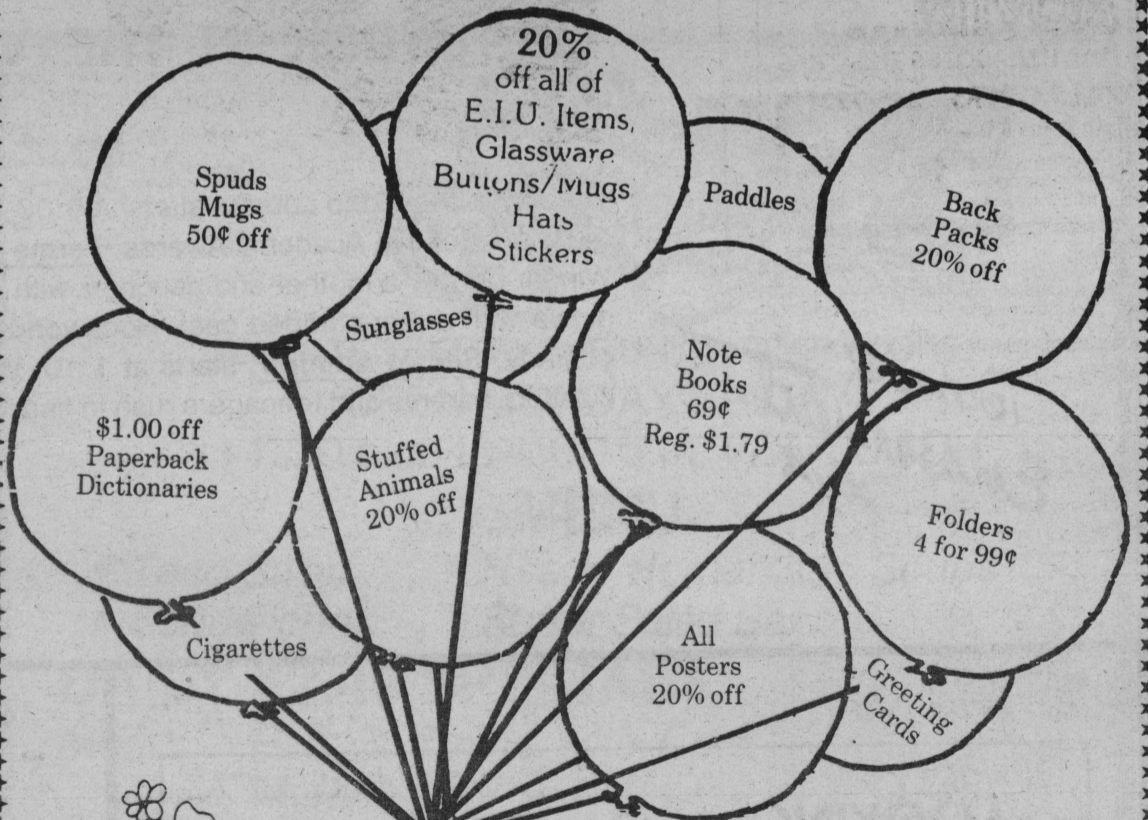 20%
off all of
E.I.U. Items,
Glassware
Buttons/Mugs
Hats
Stickers
Spuds
Mugs
50¢ off
Paddles
Back
Packs
20% off
Sunglasses
Note
Books
69¢
Reg. $1.79
$1.00 off
Paperback
Dictionaries
Stuffed
Animals
20% off
Folders
4 for 99¢
Cigarettes
All
Posters
20% off
Greeting
Cards